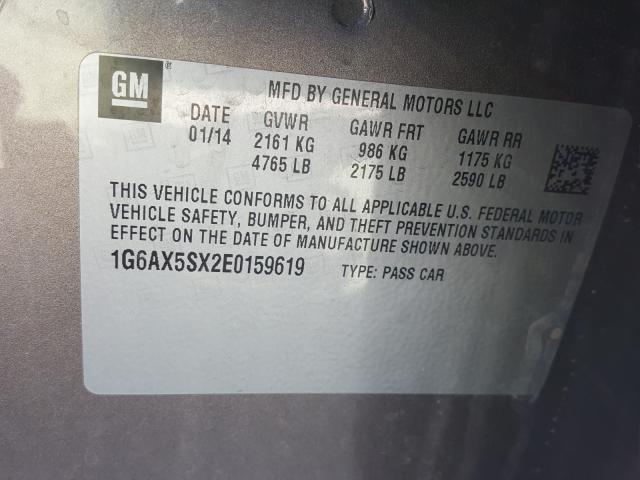 GM
MFD BY GENERAL MOTORS LLC
DATE GVWR GAWR FRT GAWR RR
01/14 2161 KG 986 KG 1175 KG
4765 LB 2175 LB 2590 LB
THIS VEHICLE CONFORMS TO ALL APPLICABLE U.S. FEDERAL MOTOR
VEHICLE SAFETY, BUMPER, AND THEFT PREVENTION STANDARDS IN
EFFECT ON THE DATE OF MANUFACTURE SHOWN ABOVE.
1G6AX5SX2E0159619 TYPE: PASS CAR